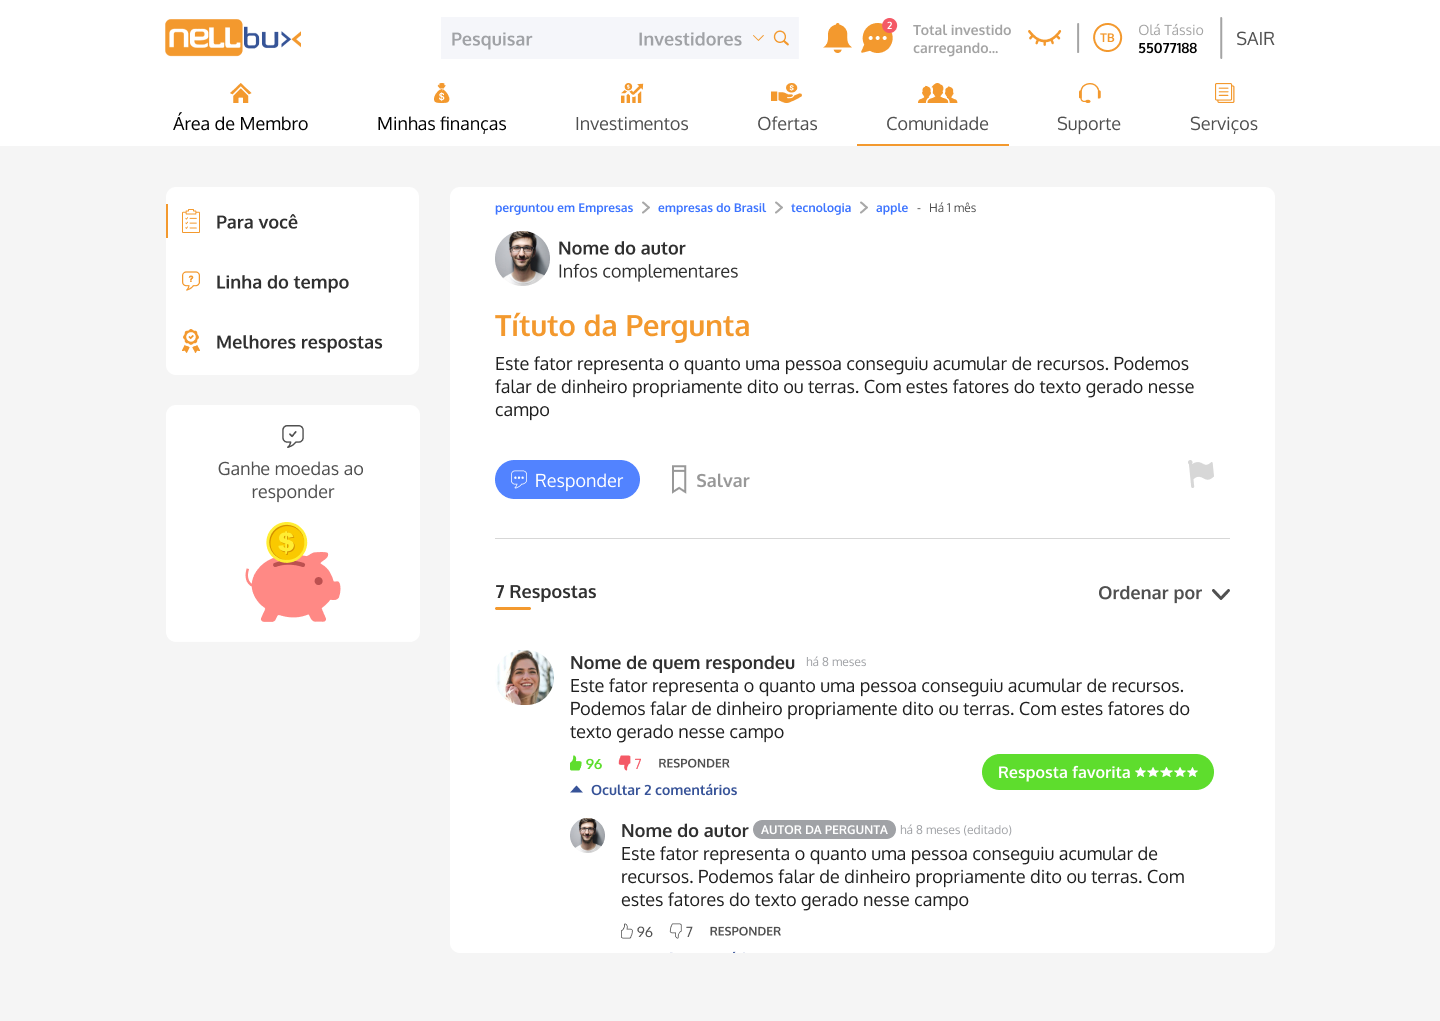 nellbux
Pesquisar
Investidores
2
Total investido
carregando...
TB
Olá Tássio
55077188
SAIR
Área de Membro
Minhas finanças
Investimentos
Ofertas
Comunidade
Suporte
Serviços
Para você
Linha do tempo
Melhores respostas
Ganhe moedas ao
responder
$
perguntou em Empresas > empresas do Brasil > tecnologia > apple - Há 1 mês
Nome do autor
Infos complementares
Títuto da Pergunta
Este fator representa o quanto uma pessoa conseguiu acumular de recursos. Podemos
falar de dinheiro propriamente dito ou terras. Com estes fatores do texto gerado nesse
campo
Responder
Salvar
7 Respostas
Ordenar por
Nome de quem respondeu há 8 meses
Este fator representa o quanto uma pessoa conseguiu acumular de recursos.
Podemos falar de dinheiro propriamente dito ou terras. Com estes fatores do
texto gerado nesse campo
96 7 RESPONDER
Resposta favorita ★★★★★
Ocultar 2 comentários
Nome do autor AUTOR DA PERGUNTA há 8 meses (editado)
Este fator representa o quanto uma pessoa conseguiu acumular de
recursos. Podemos falar de dinheiro propriamente dito ou terras. Com
estes fatores do texto gerado nesse campo
96 7 RESPONDER